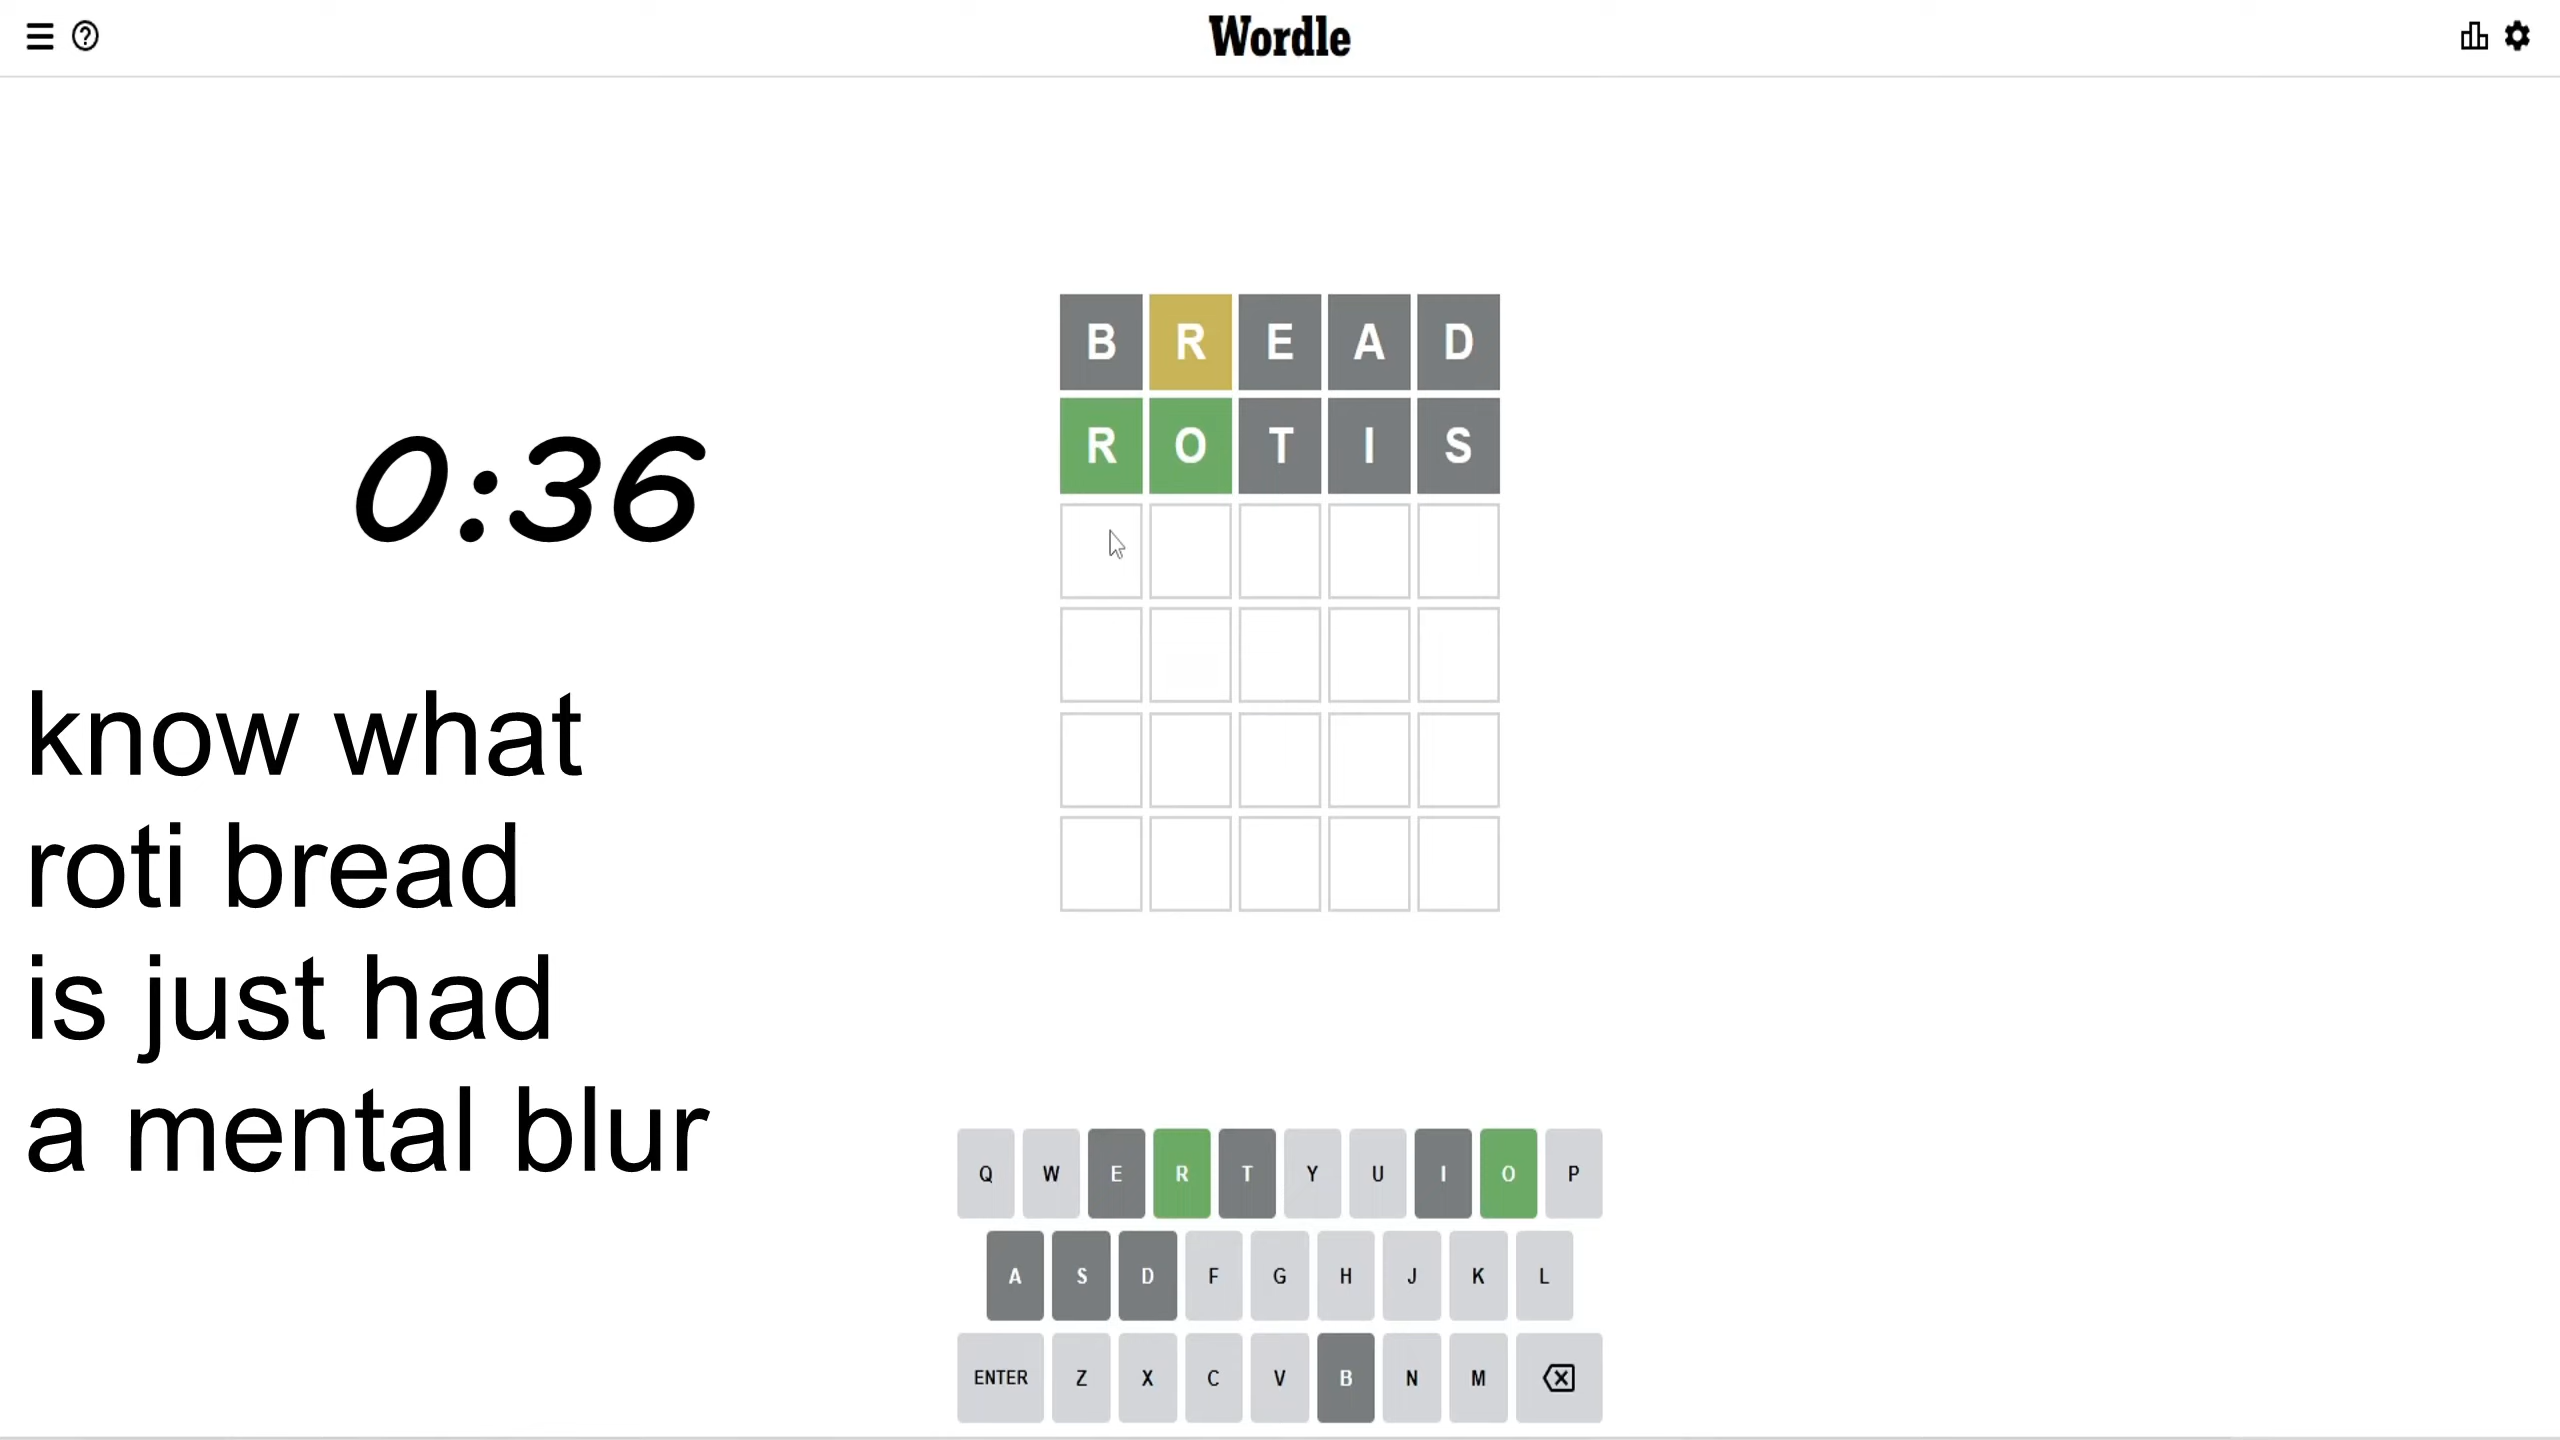 Wordle
B R E A D
R O T I S
0:36
know what
roti bread
is just had
a mental blur
Q W E R T Y U I O P
A S D F G H J K L
ENTER Z X C V B N M